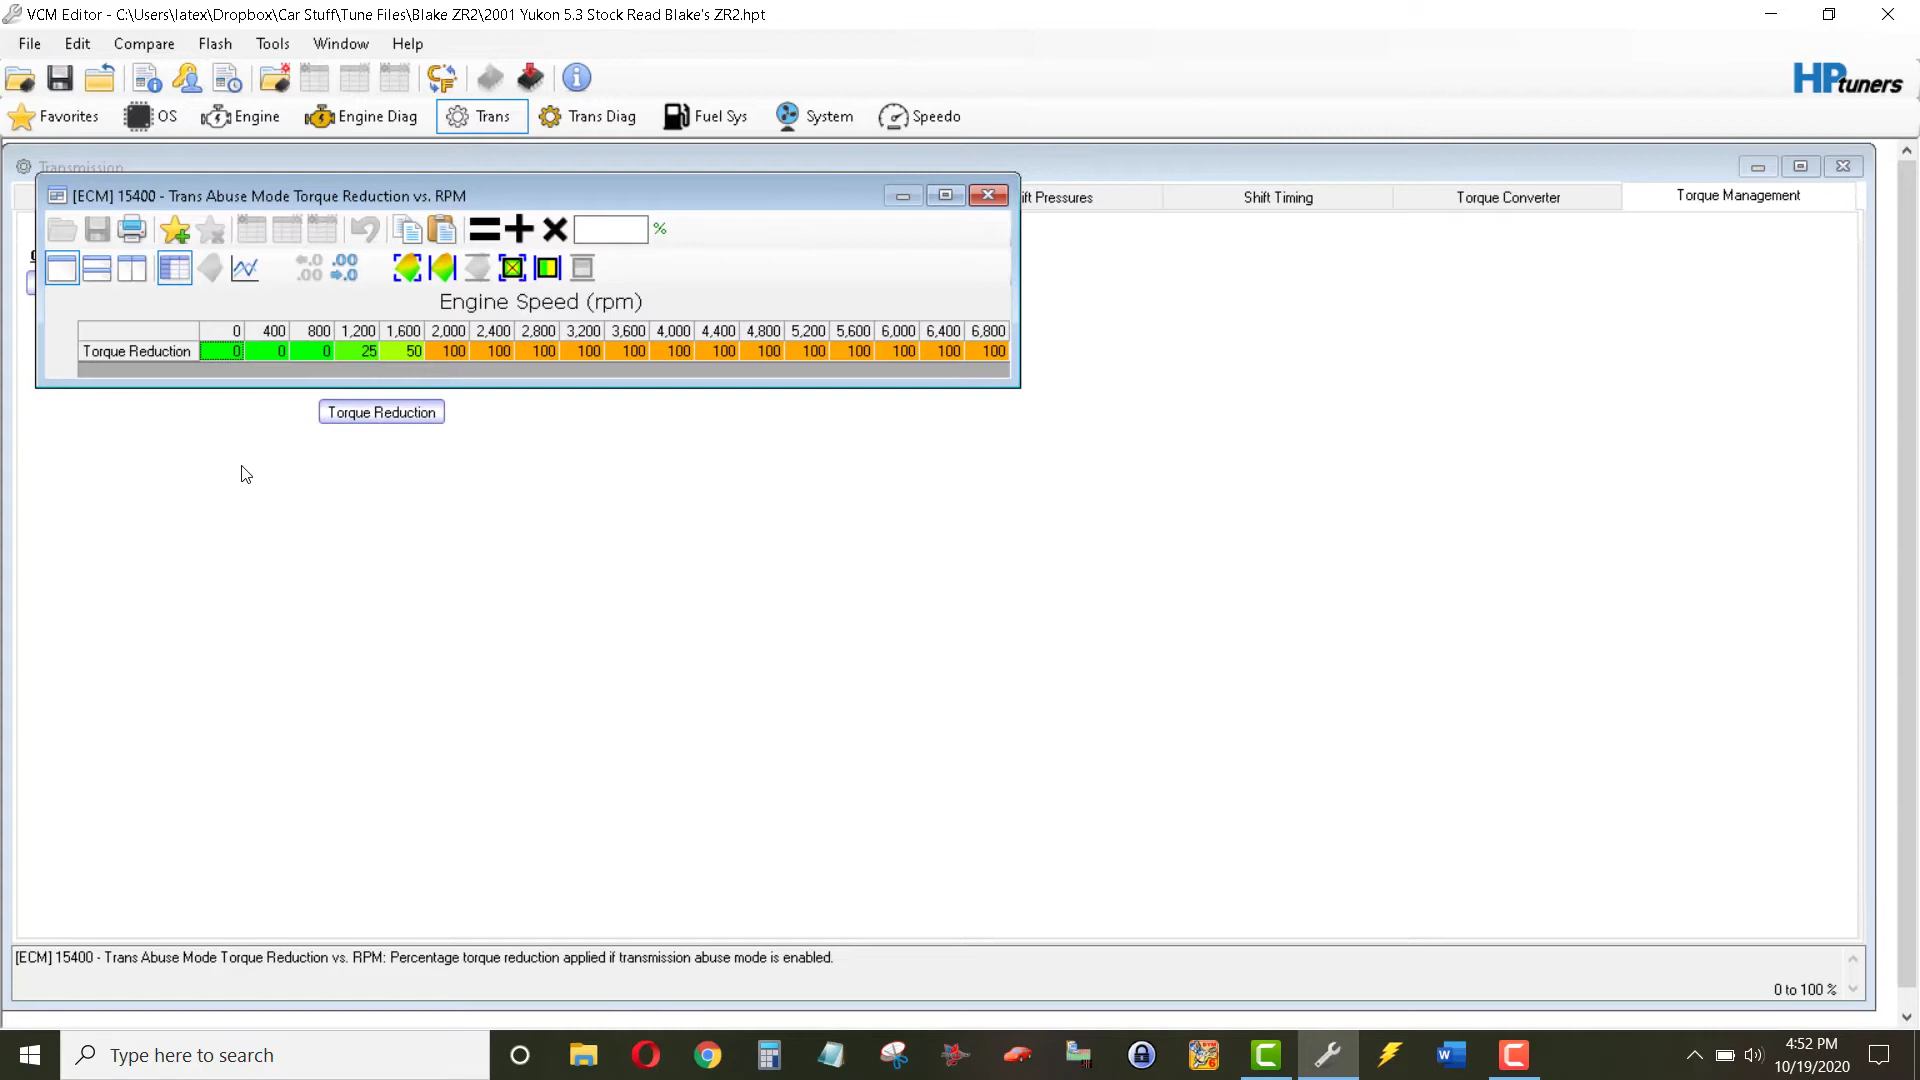 VCM Editor - C:\Users\latex\Dropbox\Car Stuff\Tune Files\Blake ZR2\2001 Yukon 5.3 Stock Read Blake's ZR2.hpt
File Edit Compare Flash Tools Window Help
HPtuners
Favorites OS Engine Engine Diag Trans Trans Diag Fuel Sys System Speedo
Transmission
[ECM] 15400 - Trans Abuse Mode Torque Reduction vs. RPM
ift Pressures Shift Timing Torque Converter Torque Management
%
←.0 .00 .00 →.0
Engine Speed (rpm)
0 400 800 1,200 1,600 2,000 2,400 2,800 3,200 3,600 4,000 4,400 4,800 5,200 5,600 6,000 6,400 6,800
Torque Reduction 0 0 0 25 50 100 100 100 100 100 100 100 100 100 100 100 100 100
Torque Reduction
[ECM] 15400 - Trans Abuse Mode Torque Reduction vs. RPM: Percentage torque reduction applied if transmission abuse mode is enabled.
0 to 100 %
Type here to search
4:52 PM
10/19/2020